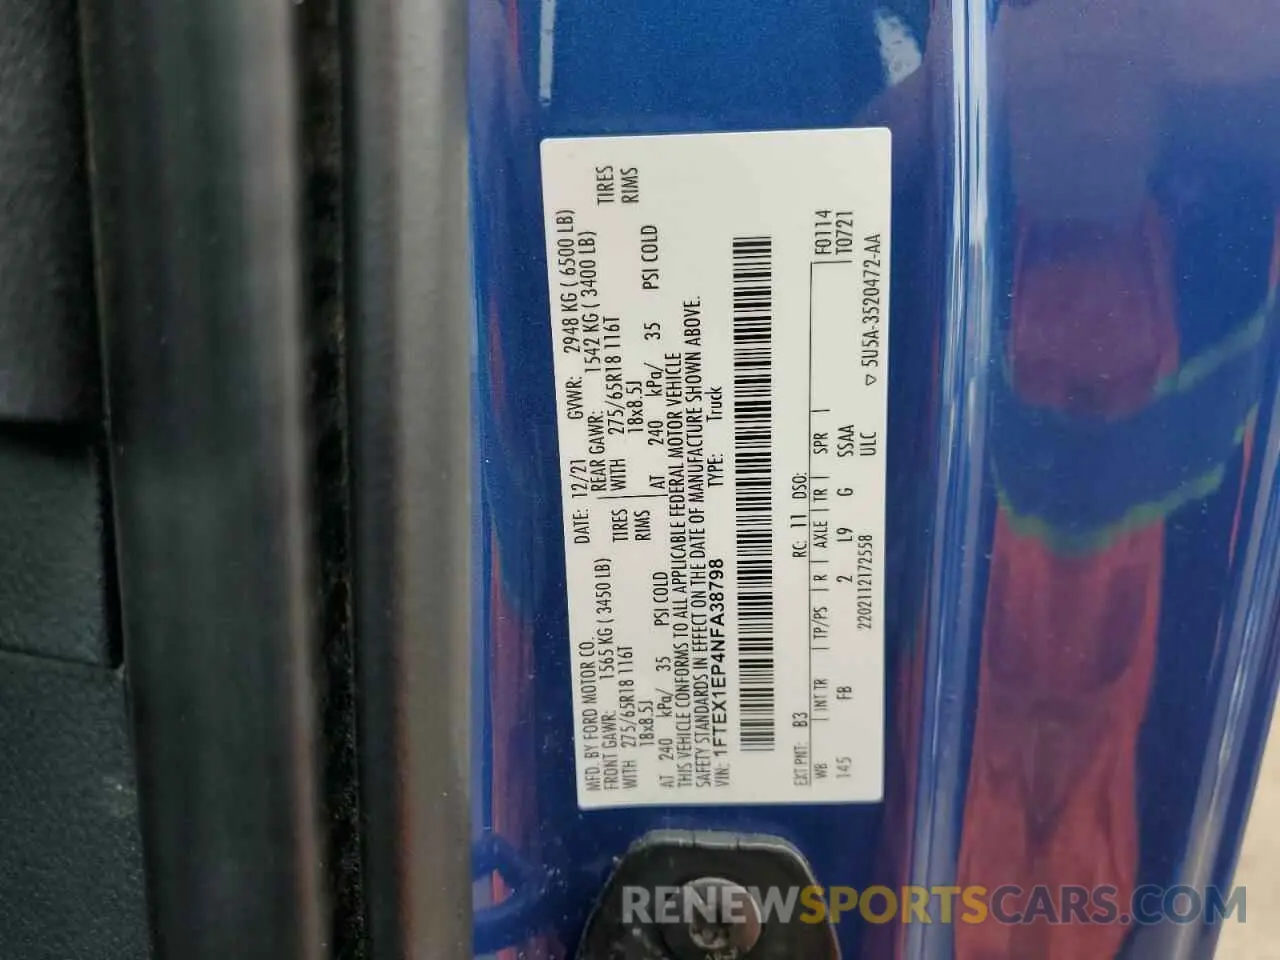 MFD. BY FORD MOTOR CO.
DATE: 12/21 GVWR: 2948 KG ( 6500 LB)
FRONT GAWR: 1565 KG ( 3450 LB) REAR GAWR: 1542 KG ( 3400 LB)
WITH 275/65R18 116T TIRES WITH 275/65R18 116T TIRES
18x8.5J RIMS 18x8.5J RIMS
AT 240 kPa/ 35 PSI COLD AT 240 kPa/ 35 PSI COLD
THIS VEHICLE CONFORMS TO ALL APPLICABLE FEDERAL MOTOR VEHICLE
SAFETY STANDARDS IN EFFECT ON THE DATE OF MANUFACTURE SHOWN ABOVE.
VIN: 1FTEX1EP4NFA38798 TYPE: Truck
EXT PNT: B3 RC: 11 DSO:
WB INT TR TP/PS R AXLE TR SPR F0114
145 FB 2 L9 G SSAA T0721
2202112172558 ULC ▽ 5U5A-3520472-AA
RENEWSPORTSCARS.COM